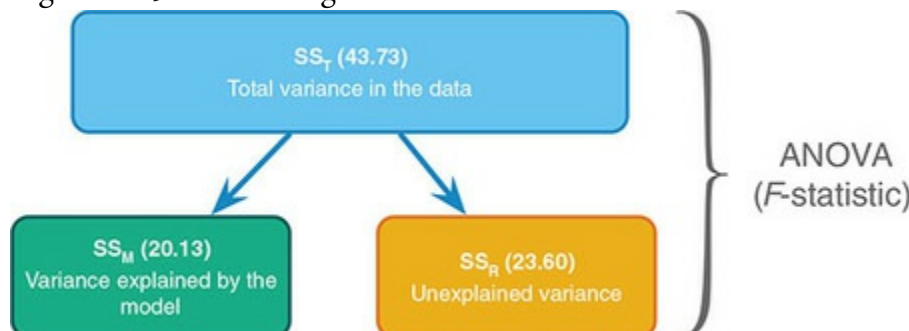 SS_T (43.73)
Total variance in the data
ANOVA
(F-statistic)
SS_M (20.13)
Variance explained by the
model
SS_R (23.60)
Unexplained variance